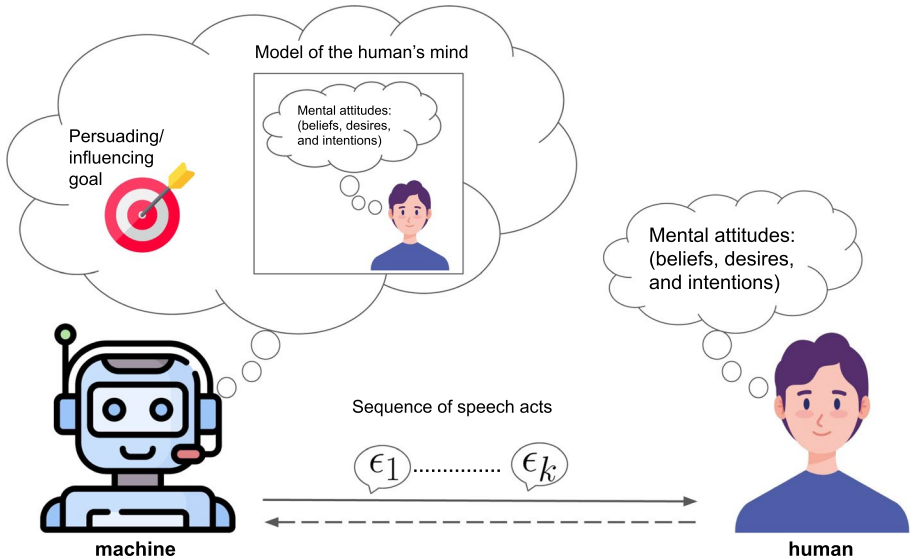 Model of the human’s mind
Mental attitudes:
(beliefs, desires,
and intentions)
Persuading/
influencing
goal
Mental attitudes:
(beliefs, desires,
and intentions)
Sequence of speech acts
ϵ1 ............... ϵk
machine
human